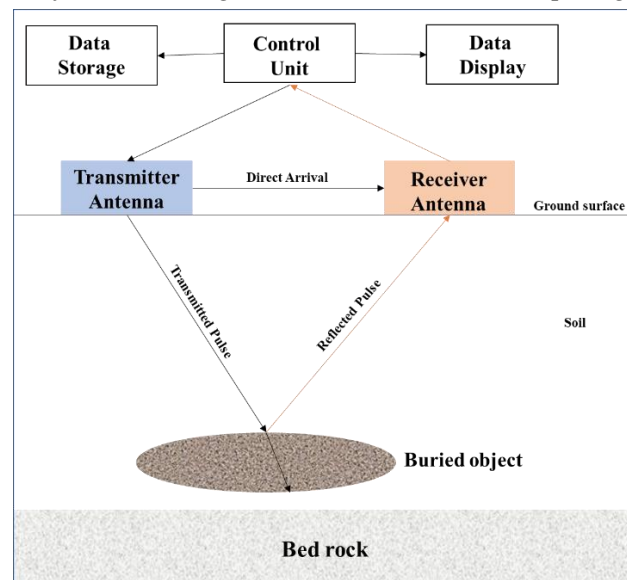 Data
Storage
Control
Unit
Data
Display
Transmitter
Antenna
Direct Arrival
Receiver
Antenna
Ground surface
Transmitted Pulse
Reflected Pulse
Soil
Buried object
Bed rock